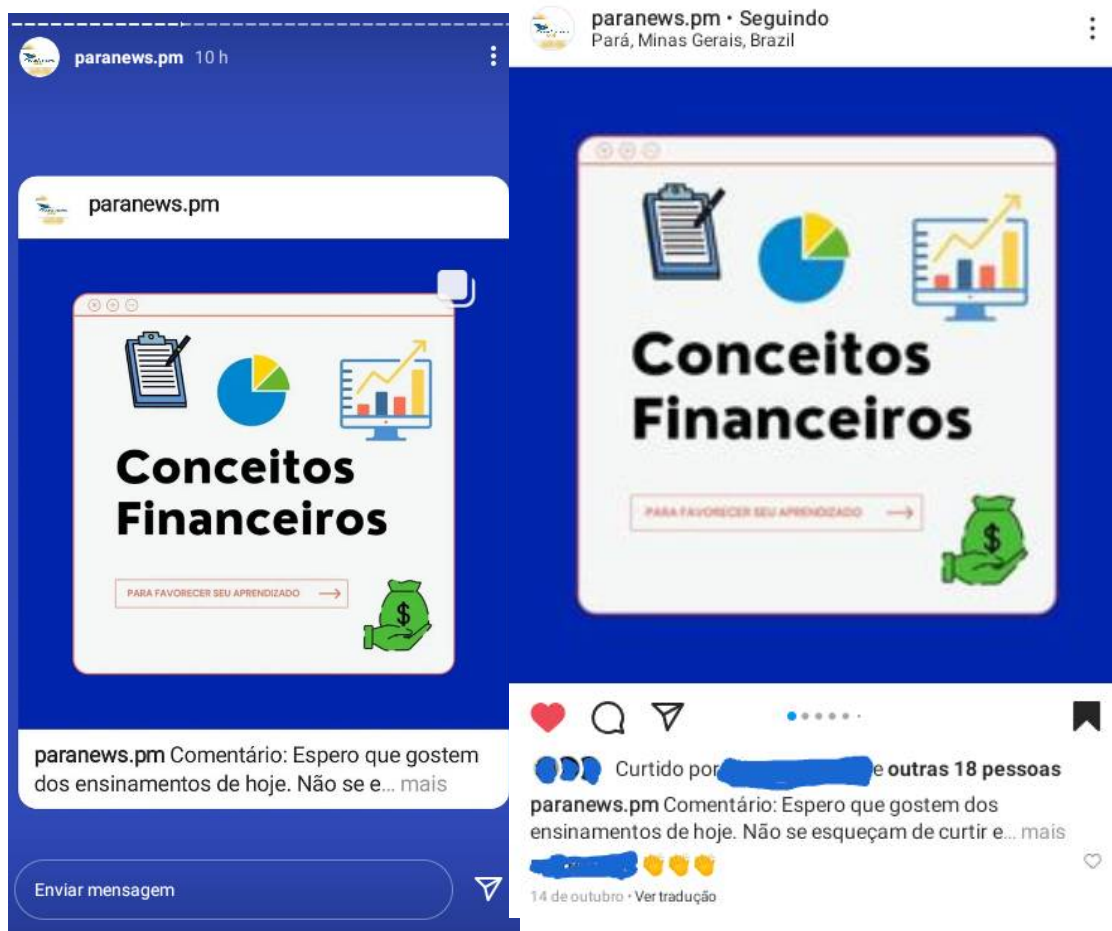 paranews.pm 10 h
paranews.pm
Conceitos
Financeiros
PARA FAVORECER SEU APRENDIZADO
$
paranews.pm Comentário: Espero que gostem
dos ensinamentos de hoje. Não se e... mais
Enviar mensagem
paranews.pm • Seguindo
Pará, Minas Gerais, Brazil
Conceitos
Financeiros
PARA FAVORECER SEU APRENDIZADO
$
Curtido por e outras 18 pessoas
paranews.pm Comentário: Espero que gostem dos
ensinamentos de hoje. Não se esqueçam de curtir e... mais
14 de outubro • Ver tradução